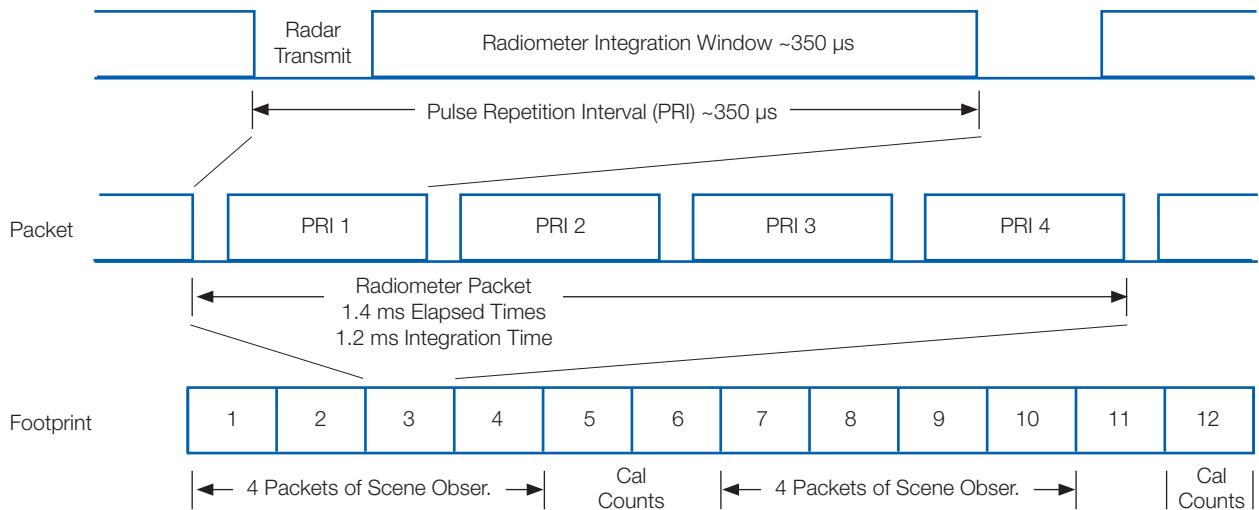 Radar
Transmit
Radiometer Integration Window ~350 µs
Pulse Repetition Interval (PRI) ~350 µs
Packet
PRI 1
PRI 2
PRI 3
PRI 4
Radiometer Packet
1.4 ms Elapsed Times
1.2 ms Integration Time
Footprint
1 2 3 4 5 6 7 8 9 10 11 12
4 Packets of Scene Obser.
Cal
Counts
4 Packets of Scene Obser.
Cal
Counts